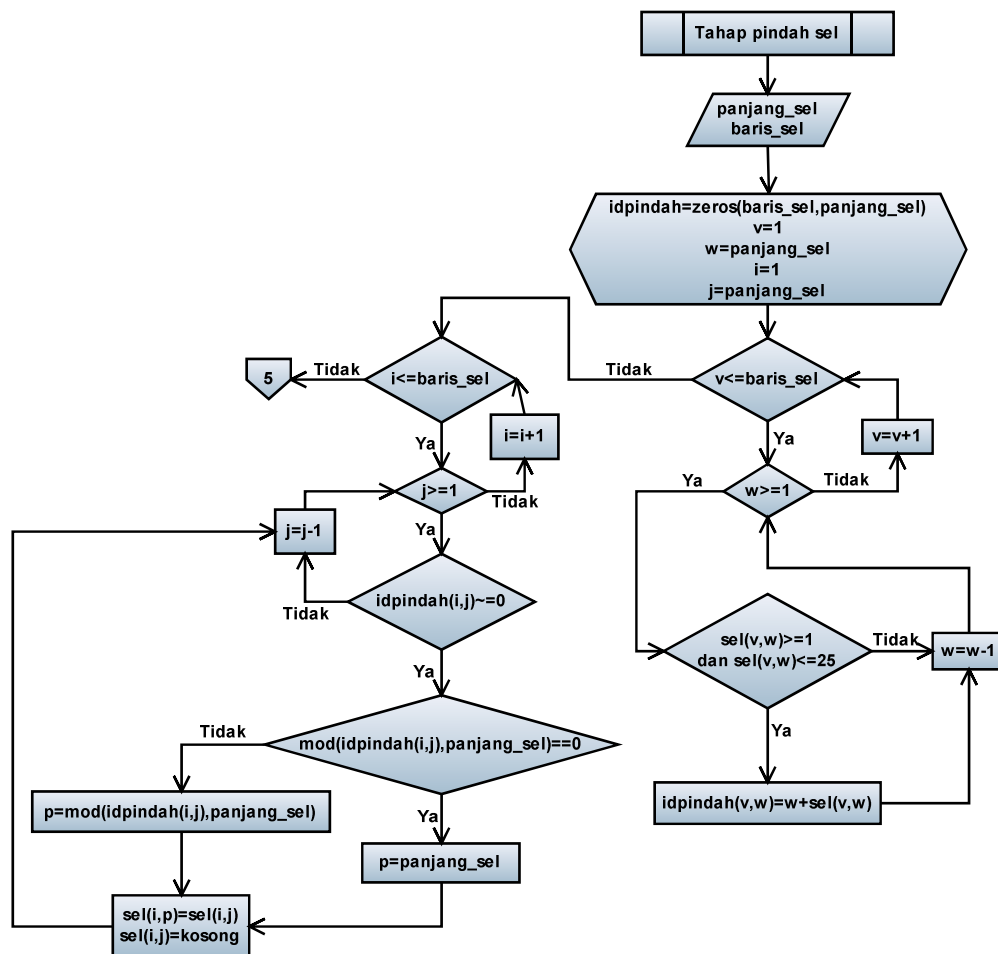 Tahap pindah sel
panjang_sel
baris_sel
idpindah=zeros(baris_sel,panjang_sel)
v=1
w=panjang_sel
i=1
j=panjang_sel
v<=baris_sel
Tidak
Ya
v=v+1
w>=1
Tidak
Ya
sel(v,w)>=1
dan sel(v,w)<=25
Tidak
w=w-1
Ya
idpindah(v,w)=w+sel(v,w)
i<=baris_sel
Tidak
5
Ya
i=i+1
j>=1
Tidak
Ya
j=j-1
idpindah(i,j)~=0
Tidak
Ya
mod(idpindah(i,j),panjang_sel)==0
Tidak
p=mod(idpindah(i,j),panjang_sel)
Ya
p=panjang_sel
sel(i,p)=sel(i,j)
sel(i,j)=kosong